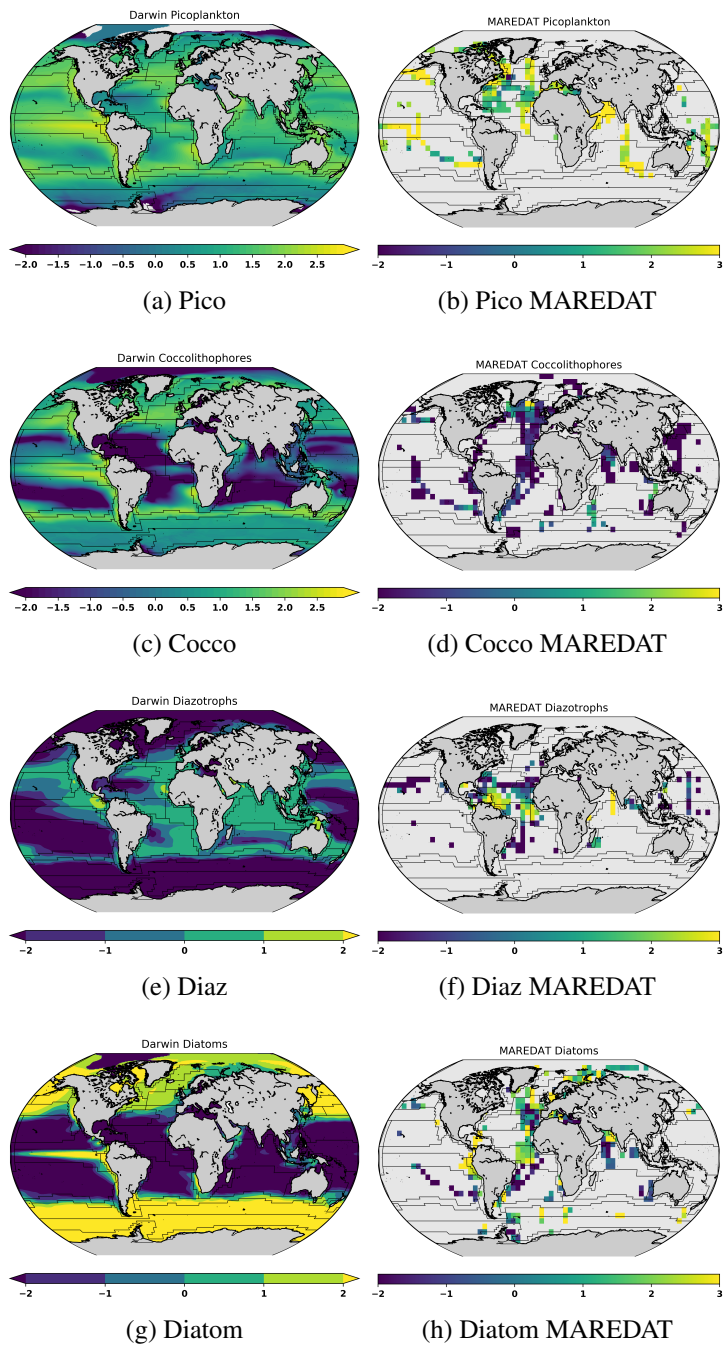 Darwin Picoplankton
MAREDAT Picoplankton
−2.0 −1.5 −1.0 −0.5 0.0 0.5 1.0 1.5 2.0 2.5
−2 −1 0 1 2 3
(a) Pico
(b) Pico MAREDAT
Darwin Coccolithophores
MAREDAT Coccolithophores
−2.0 −1.5 −1.0 −0.5 0.0 0.5 1.0 1.5 2.0 2.5
−2 −1 0 1 2 3
(c) Cocco
(d) Cocco MAREDAT
Darwin Diazotrophs
MAREDAT Diazotrophs
−2 −1 0 1 2
−2 −1 0 1 2 3
(e) Diaz
(f) Diaz MAREDAT
Darwin Diatoms
MAREDAT Diatoms
−2 −1 0 1 2
−2 −1 0 1 2 3
(g) Diatom
(h) Diatom MAREDAT